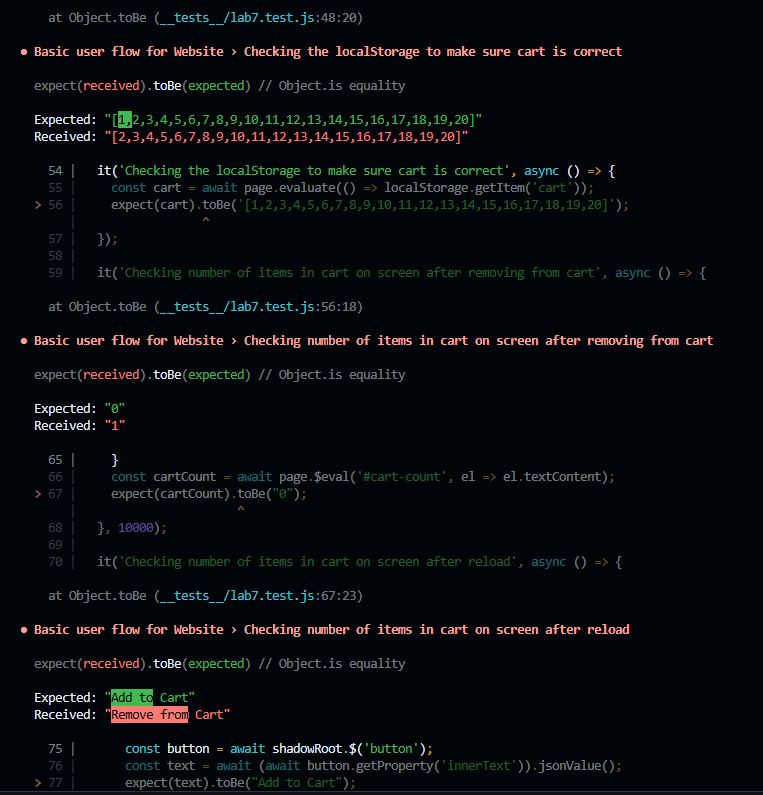 at Object.toBe (__tests__/lab7.test.js:48:20)
● Basic user flow for Website › Checking the localStorage to make sure cart is correct
expect(received).toBe(expected) // Object.is equality
Expected: "[1,2,3,4,5,6,7,8,9,10,11,12,13,14,15,16,17,18,19,20]"
Received: "[2,3,4,5,6,7,8,9,10,11,12,13,14,15,16,17,18,19,20]"
54 | it('Checking the localStorage to make sure cart is correct', async () => {
55 | const cart = await page.evaluate(() => localStorage.getItem('cart'));
> 56 | expect(cart).toBe('[1,2,3,4,5,6,7,8,9,10,11,12,13,14,15,16,17,18,19,20]');
| ^
57 | });
58 |
59 | it('Checking number of items in cart on screen after removing from cart', async () => {
at Object.toBe (__tests__/lab7.test.js:56:18)
● Basic user flow for Website › Checking number of items in cart on screen after removing from cart
expect(received).toBe(expected) // Object.is equality
Expected: "0"
Received: "1"
65 | }
66 | const cartCount = await page.$eval('#cart-count', el => el.textContent);
> 67 | expect(cartCount).toBe("0");
| ^
68 | }, 10000);
69 |
70 | it('Checking number of items in cart on screen after reload', async () => {
at Object.toBe (__tests__/lab7.test.js:67:23)
● Basic user flow for Website › Checking number of items in cart on screen after reload
expect(received).toBe(expected) // Object.is equality
Expected: "Add to Cart"
Received: "Remove from Cart"
75 | const button = await shadowRoot.$('button');
76 | const text = await (await button.getProperty('innerText')).jsonValue();
> 77 | expect(text).toBe("Add to Cart");